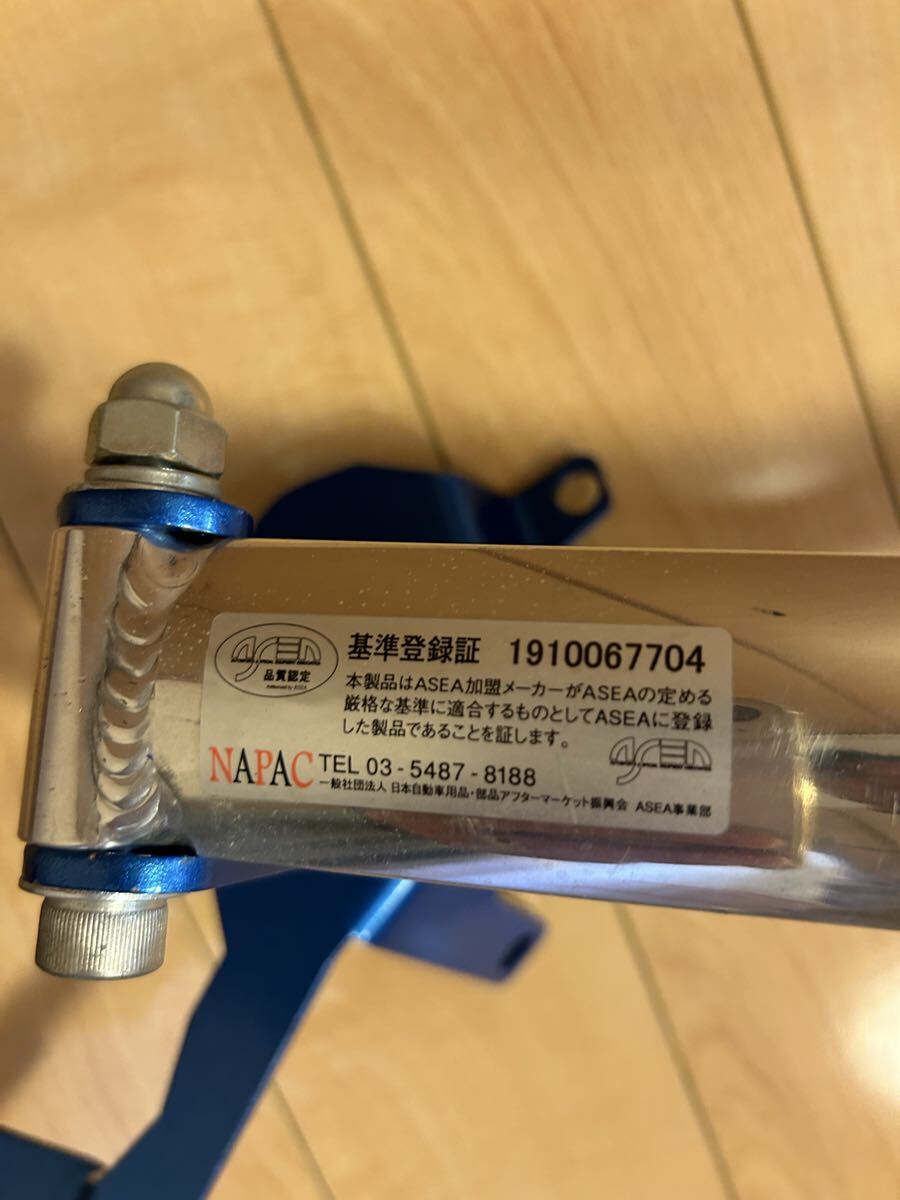 ASEA
品質認定
Authorized by ASEA
基準登録証 1910067704
本製品はASEA加盟メーカーがASEAの定める
厳格な基準に適合するものとしてASEAに登録
した製品であることを証します。
ASEA
NAPAC TEL 03-5487-8188
一般社団法人 日本自動車用品・部品アフターマーケット振興会 ASEA事業部